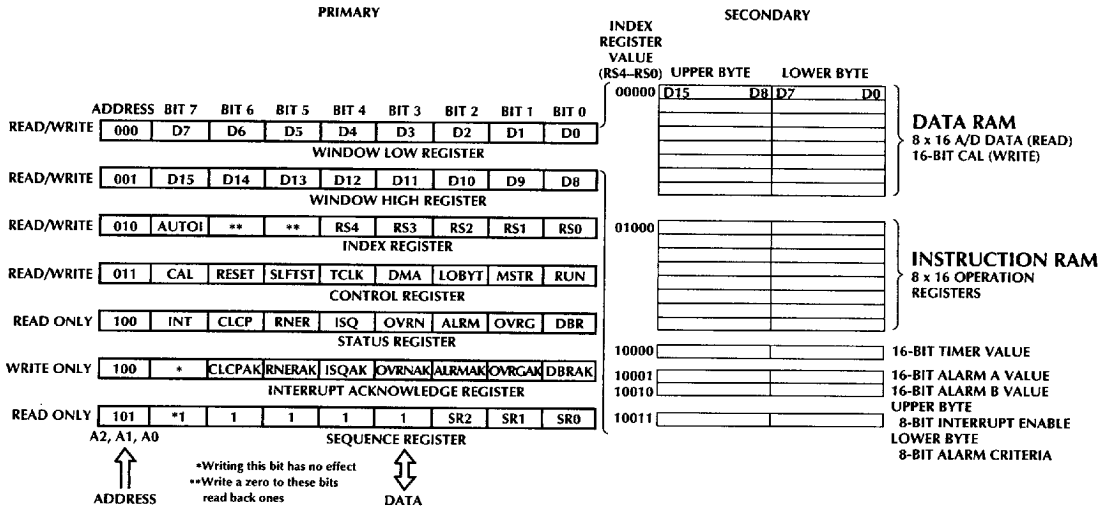 PRIMARY
SECONDARY
INDEX
REGISTER
VALUE
(RS4–RS0) UPPER BYTE LOWER BYTE
00000 D15 D8 D7 D0
ADDRESS BIT 7 BIT 6 BIT 5 BIT 4 BIT 3 BIT 2 BIT 1 BIT 0
READ/WRITE 000 D7 D6 D5 D4 D3 D2 D1 D0
WINDOW LOW REGISTER
DATA RAM
8 x 16 A/D DATA (READ)
16-BIT CAL (WRITE)
READ/WRITE 001 D15 D14 D13 D12 D11 D10 D9 D8
WINDOW HIGH REGISTER
READ/WRITE 010 AUTOI ** ** RS4 RS3 RS2 RS1 RS0
INDEX REGISTER
01000
INSTRUCTION RAM
8 x 16 OPERATION
REGISTERS
READ/WRITE 011 CAL RESET SLFTST TCLK DMA LOBYT MSTR RUN
CONTROL REGISTER
READ ONLY 100 INT CLCP RNER ISQ OVRN ALRM OVRG DBR
STATUS REGISTER
10000 16-BIT TIMER VALUE
WRITE ONLY 100 * CLCPAK RNERAK ISQAK OVRNAK ALRMAK OVRGAK DBRAK
INTERRUPT ACKNOWLEDGE REGISTER
10001 16-BIT ALARM A VALUE
10010 16-BIT ALARM B VALUE
READ ONLY 101 *1 1 1 1 1 SR2 SR1 SR0
SEQUENCE REGISTER
10011 UPPER BYTE
8-BIT INTERRUPT ENABLE
LOWER BYTE
8-BIT ALARM CRITERIA
A2, A1, A0
*Writing this bit has no effect
**Write a zero to these bits
read back ones
ADDRESS
DATA